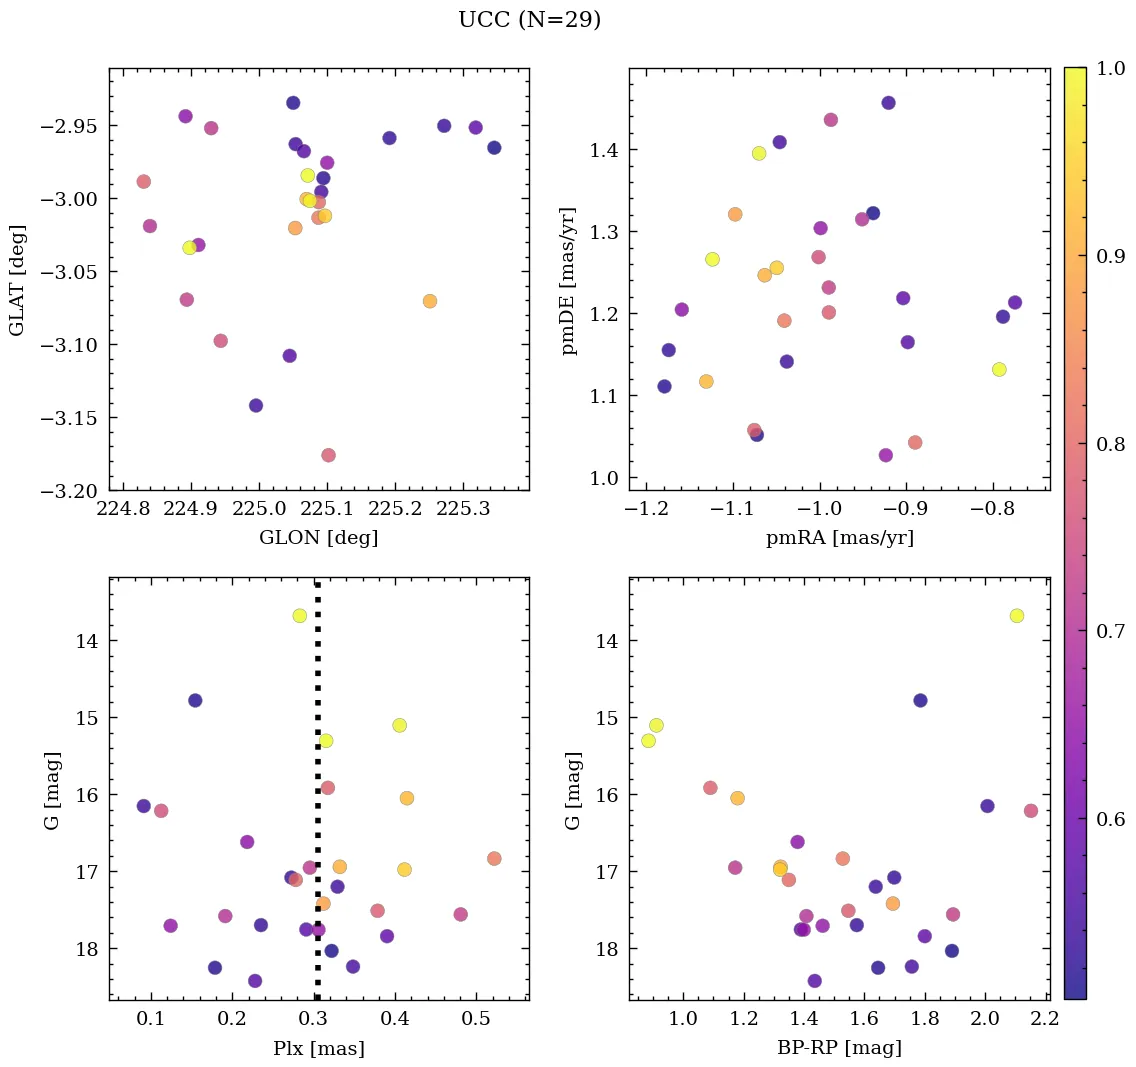 UCC (N=29)
−2.95
−3.00
−3.05
−3.10
−3.15
−3.20
GLAT [deg]
224.8 224.9 225.0 225.1 225.2 225.3
GLON [deg]
1.4
1.3
1.2
1.1
1.0
pmDE [mas/yr]
−1.2 −1.1 −1.0 −0.9 −0.8
pmRA [mas/yr]
14
15
16
17
18
G [mag]
0.1 0.2 0.3 0.4 0.5
Plx [mas]
14
15
16
17
18
G [mag]
1.0 1.2 1.4 1.6 1.8 2.0 2.2
BP-RP [mag]
1.0
0.9
0.8
0.7
0.6